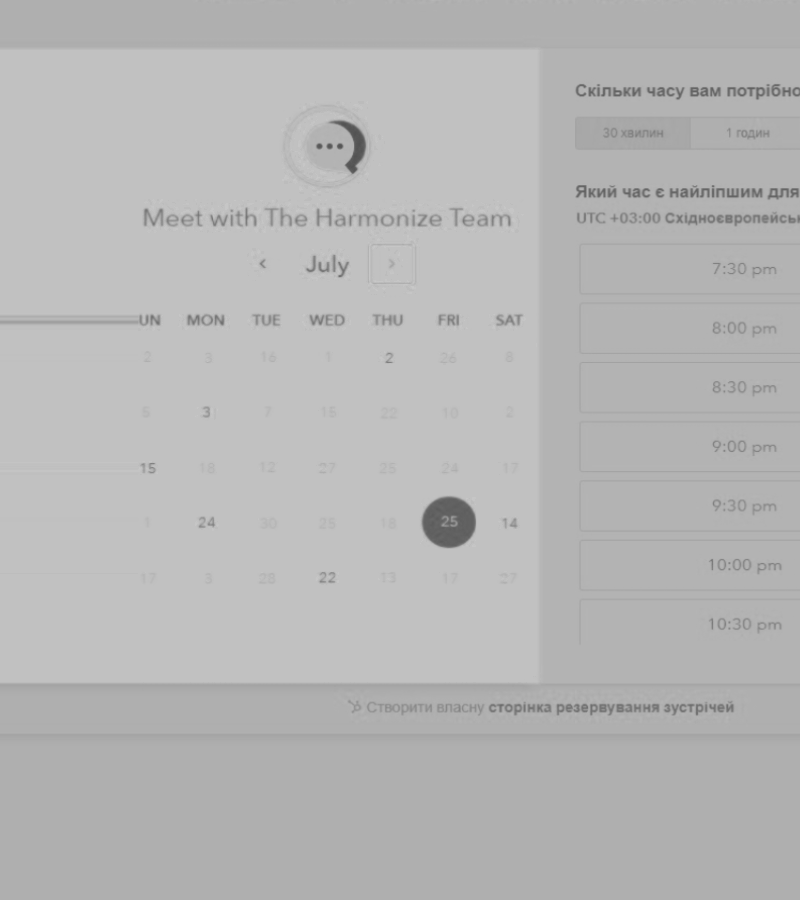 Meet with The Harmonize Team
July
UN MON TUE WED THU FRI SAT
2 3 16 1 2 26 8
6 3 7 15 22 10 2
15 18 12 27 25 24 17
1 24 30 25 18 25 14
17 3 23 22 13 17 27
Скільки часу вам потрібно
30 хвилин 1 годин
Який час є найліпшим для
UTC +03:00 Східноєвропейськ
7:30 pm
8:00 pm
8:30 pm
9:00 pm
9:30 pm
10:00 pm
10:30 pm
Створити власну сторінка резервування зустрічей